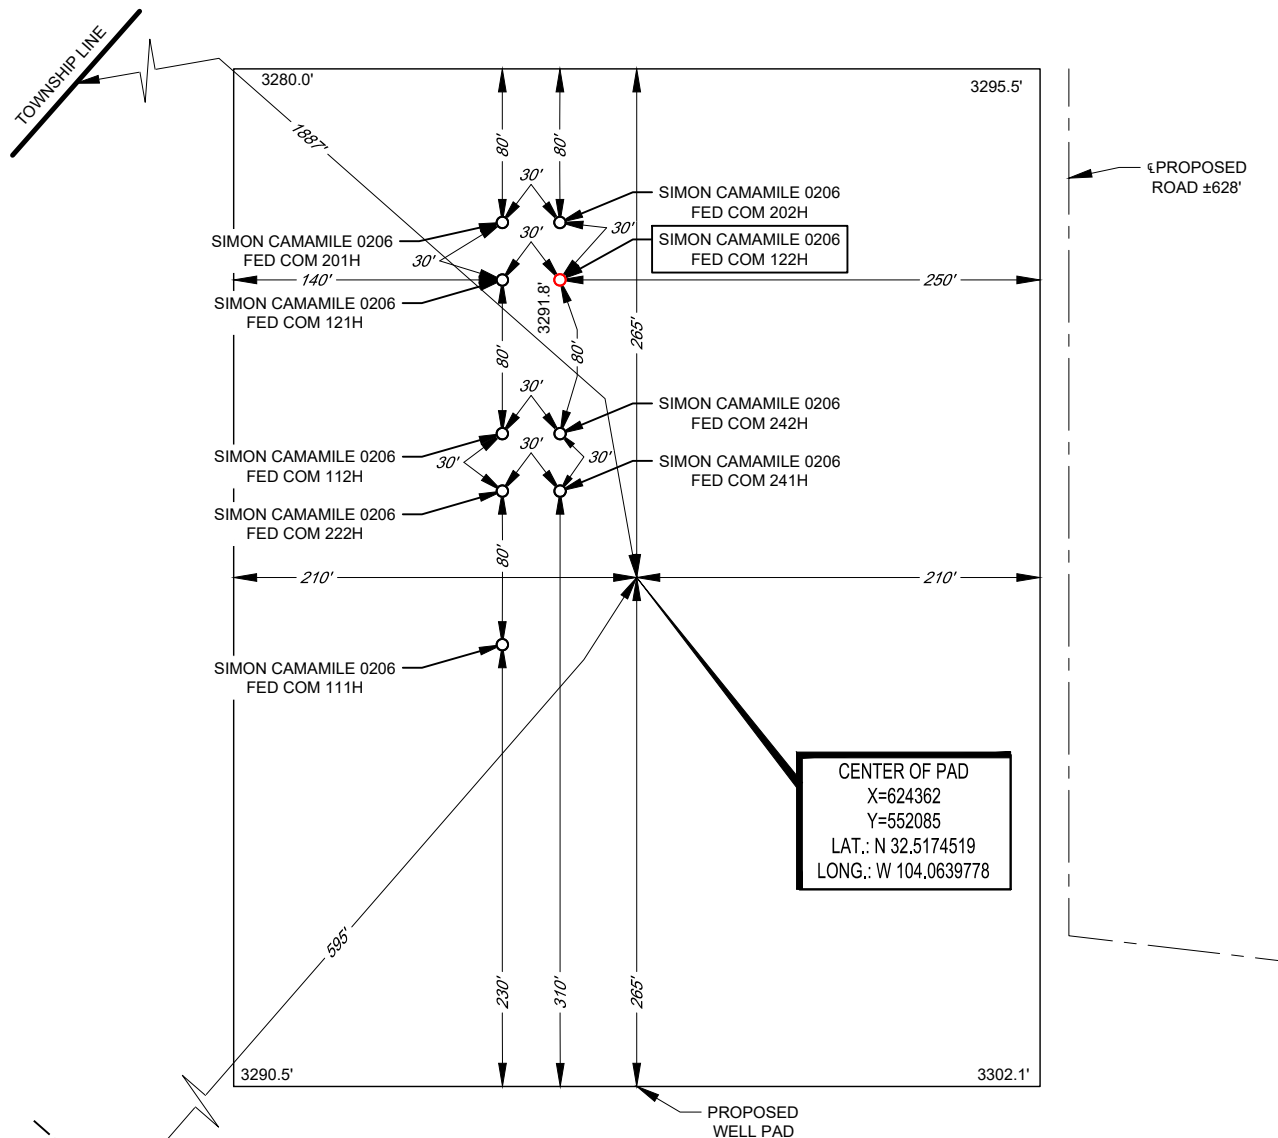 TOWNSHIP LINE
3280.0'
3295.5'
1887'
80'
80'
℄PROPOSED
ROAD ±628'
30'
SIMON CAMAMILE 0206
FED COM 202H
SIMON CAMAMILE 0206
FED COM 201H
30'
30'
30'
SIMON CAMAMILE 0206
FED COM 122H
140'
250'
SIMON CAMAMILE 0206
FED COM 121H
3291.8'
265'
80'
80'
30'
SIMON CAMAMILE 0206
FED COM 242H
SIMON CAMAMILE 0206
FED COM 112H
30'
30'
30'
SIMON CAMAMILE 0206
FED COM 241H
SIMON CAMAMILE 0206
FED COM 222H
80'
210'
210'
SIMON CAMAMILE 0206
FED COM 111H
CENTER OF PAD
X=624362
Y=552085
LAT.: N 32.5174519
LONG.: W 104.0639778
595'
230'
310'
265'
3290.5'
3302.1'
PROPOSED
WELL PAD